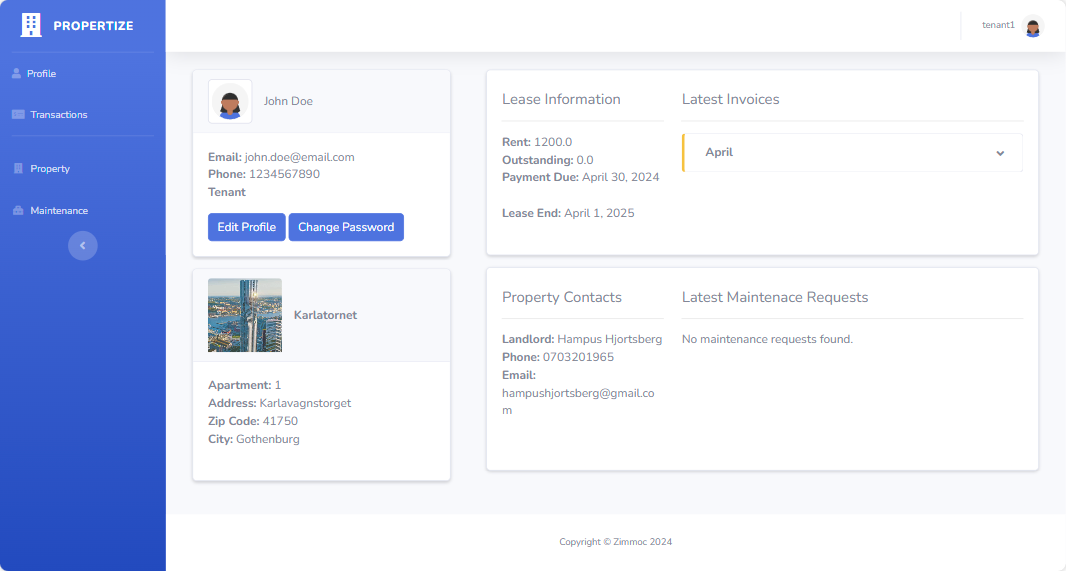 PROPERTIZE
tenant1
Profile
Transactions
Property
Maintenance
John Doe
Email: john.doe@email.com
Phone: 1234567890
Tenant
Edit Profile
Change Password
Karlatornet
Apartment: 1
Address: Karlavagnstorget
Zip Code: 41750
City: Gothenburg
Lease Information
Rent: 1200.0
Outstanding: 0.0
Payment Due: April 30, 2024
Lease End: April 1, 2025
Latest Invoices
April
Property Contacts
Landlord: Hampus Hjortsberg
Phone: 0703201965
Email:
hampushjortsberg@gmail.co
m
Latest Maintenace Requests
No maintenance requests found.
Copyright © Zimmoc 2024